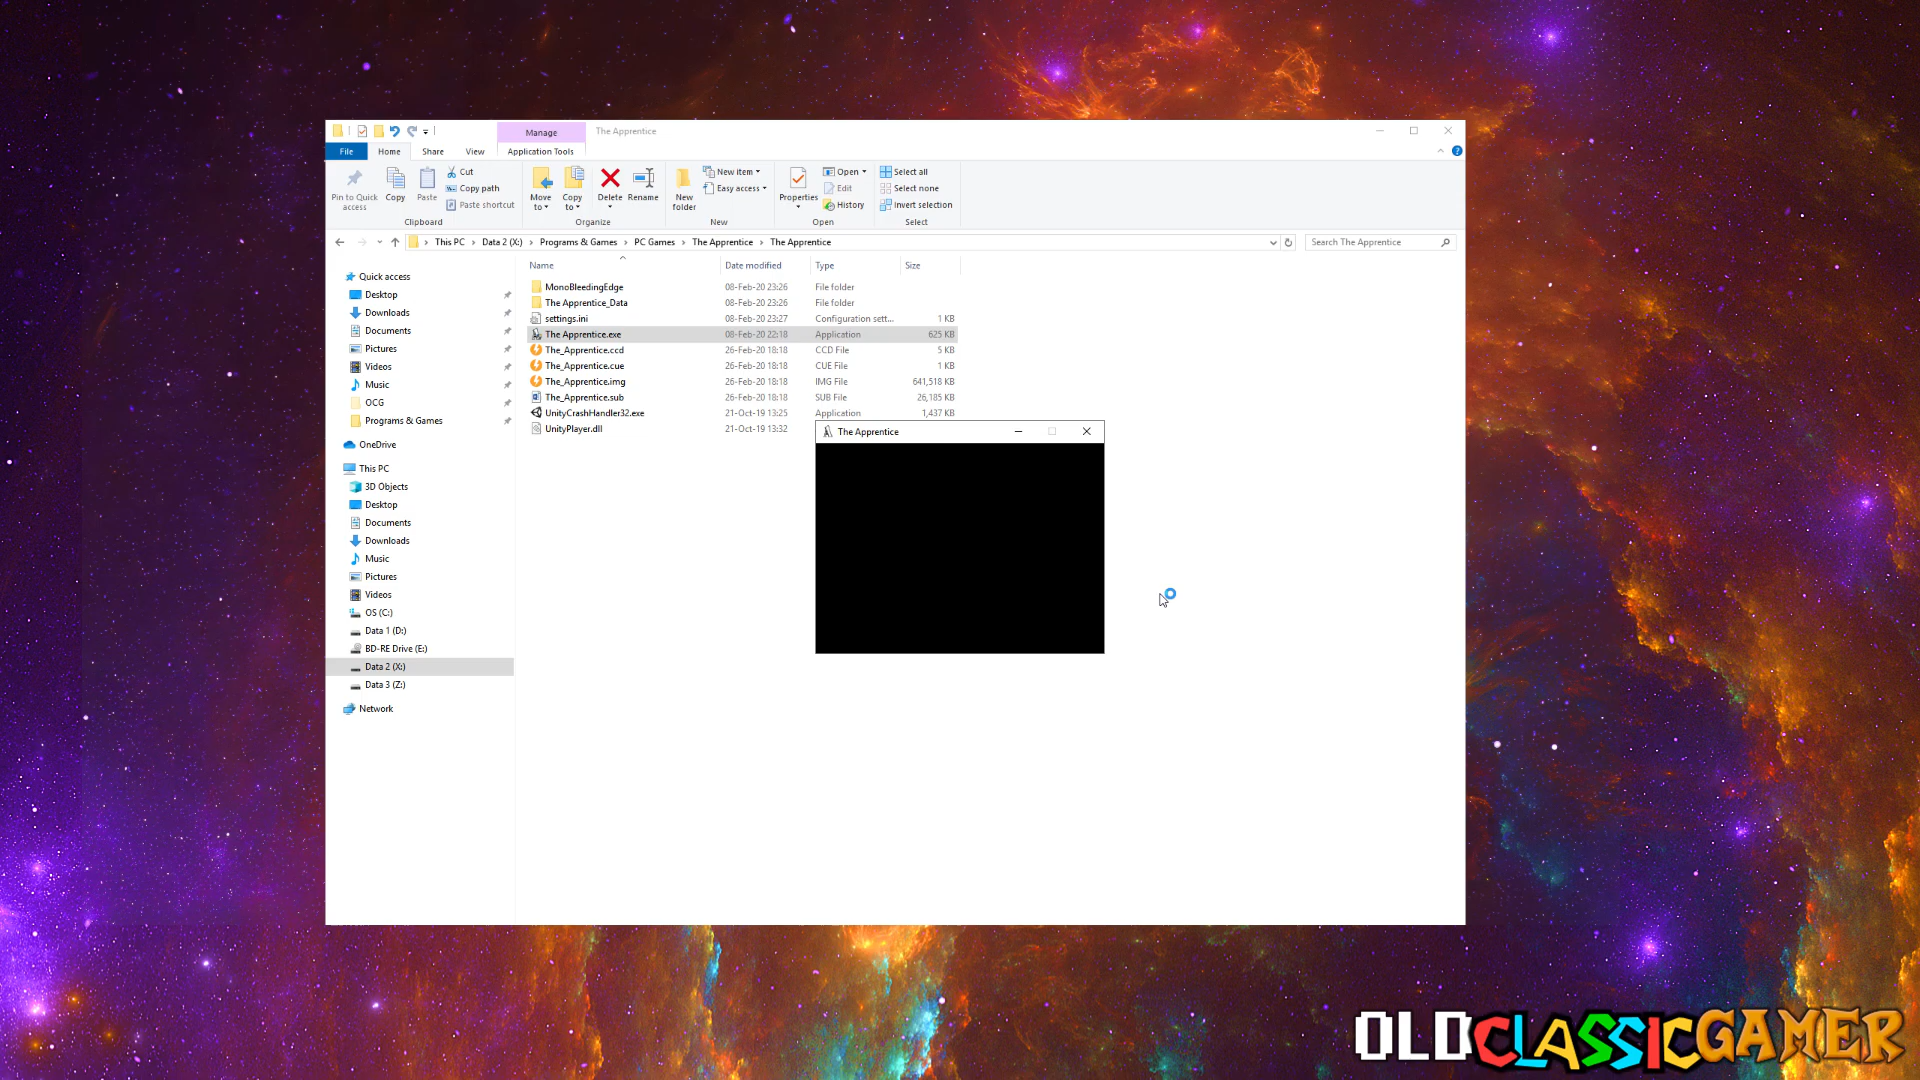 Manage
The Apprentice
File
Home
Share
View
Application Tools
Pin to Quick access
Copy
Paste
Cut
Copy path
Paste shortcut
Clipboard
Move to
Copy to
Delete
Rename
Organize
New folder
New item
Easy access
New
Properties
Open
Edit
History
Open
Select all
Select none
Invert selection
Select
This PC > Data 2 (X:) > Programs & Games > PC Games > The Apprentice > The Apprentice
Search The Apprentice
Name Date modified Type Size
MonoBleedingEdge 08-Feb-20 23:26 File folder
The Apprentice_Data 08-Feb-20 23:26 File folder
settings.ini 08-Feb-20 23:27 Configuration sett... 1 KB
The Apprentice.exe 08-Feb-20 22:18 Application 625 KB
The_Apprentice.ccd 26-Feb-20 18:18 CCD File 5 KB
The_Apprentice.cue 26-Feb-20 18:18 CUE File 1 KB
The_Apprentice.img 26-Feb-20 18:18 IMG File 641,518 KB
The_Apprentice.sub 26-Feb-20 18:18 SUB File 26,185 KB
UnityCrashHandler32.exe 21-Oct-19 13:25 Application 1,437 KB
UnityPlayer.dll 21-Oct-19 13:32
Quick access
Desktop
Downloads
Documents
Pictures
Videos
Music
OCG
Programs & Games
OneDrive
This PC
3D Objects
Desktop
Documents
Downloads
Music
Pictures
Videos
OS (C:)
Data 1 (D:)
BD-RE Drive (E:)
Data 2 (X:)
Data 3 (Z:)
Network
The Apprentice
OLDCLASSICGAMER